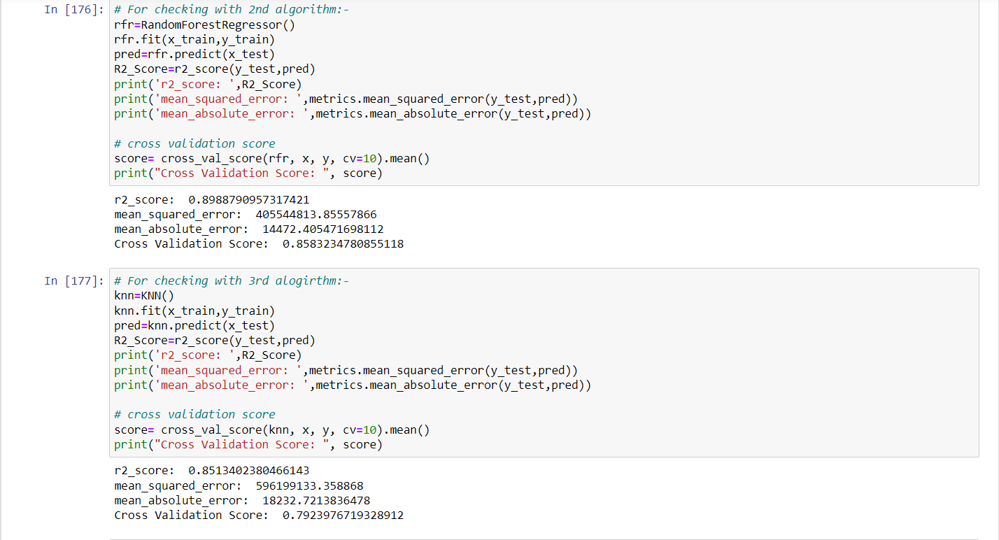 In [176]: # For checking with 2nd algorithm:-
rfr=RandomForestRegressor()
rfr.fit(x_train,y_train)
pred=rfr.predict(x_test)
R2_Score=r2_score(y_test,pred)
print('r2_score: ',R2_Score)
print('mean_squared_error: ',metrics.mean_squared_error(y_test,pred))
print('mean_absolute_error: ',metrics.mean_absolute_error(y_test,pred))
# cross validation score
score= cross_val_score(rfr, x, y, cv=10).mean()
print("Cross Validation Score: ", score)
r2_score:  0.8988790957317421
mean_squared_error:  405544813.85557866
mean_absolute_error:  14472.405471698112
Cross Validation Score:  0.8583234780855118
In [177]: # For checking with 3rd alogirthm:-
knn=KNN()
knn.fit(x_train,y_train)
pred=knn.predict(x_test)
R2_Score=r2_score(y_test,pred)
print('r2_score: ',R2_Score)
print('mean_squared_error: ',metrics.mean_squared_error(y_test,pred))
print('mean_absolute_error: ',metrics.mean_absolute_error(y_test,pred))
# cross validation score
score= cross_val_score(knn, x, y, cv=10).mean()
print("Cross Validation Score: ", score)
r2_score:  0.8513402380466143
mean_squared_error:  596199133.358868
mean_absolute_error:  18232.7213836478
Cross Validation Score:  0.7923976719328912